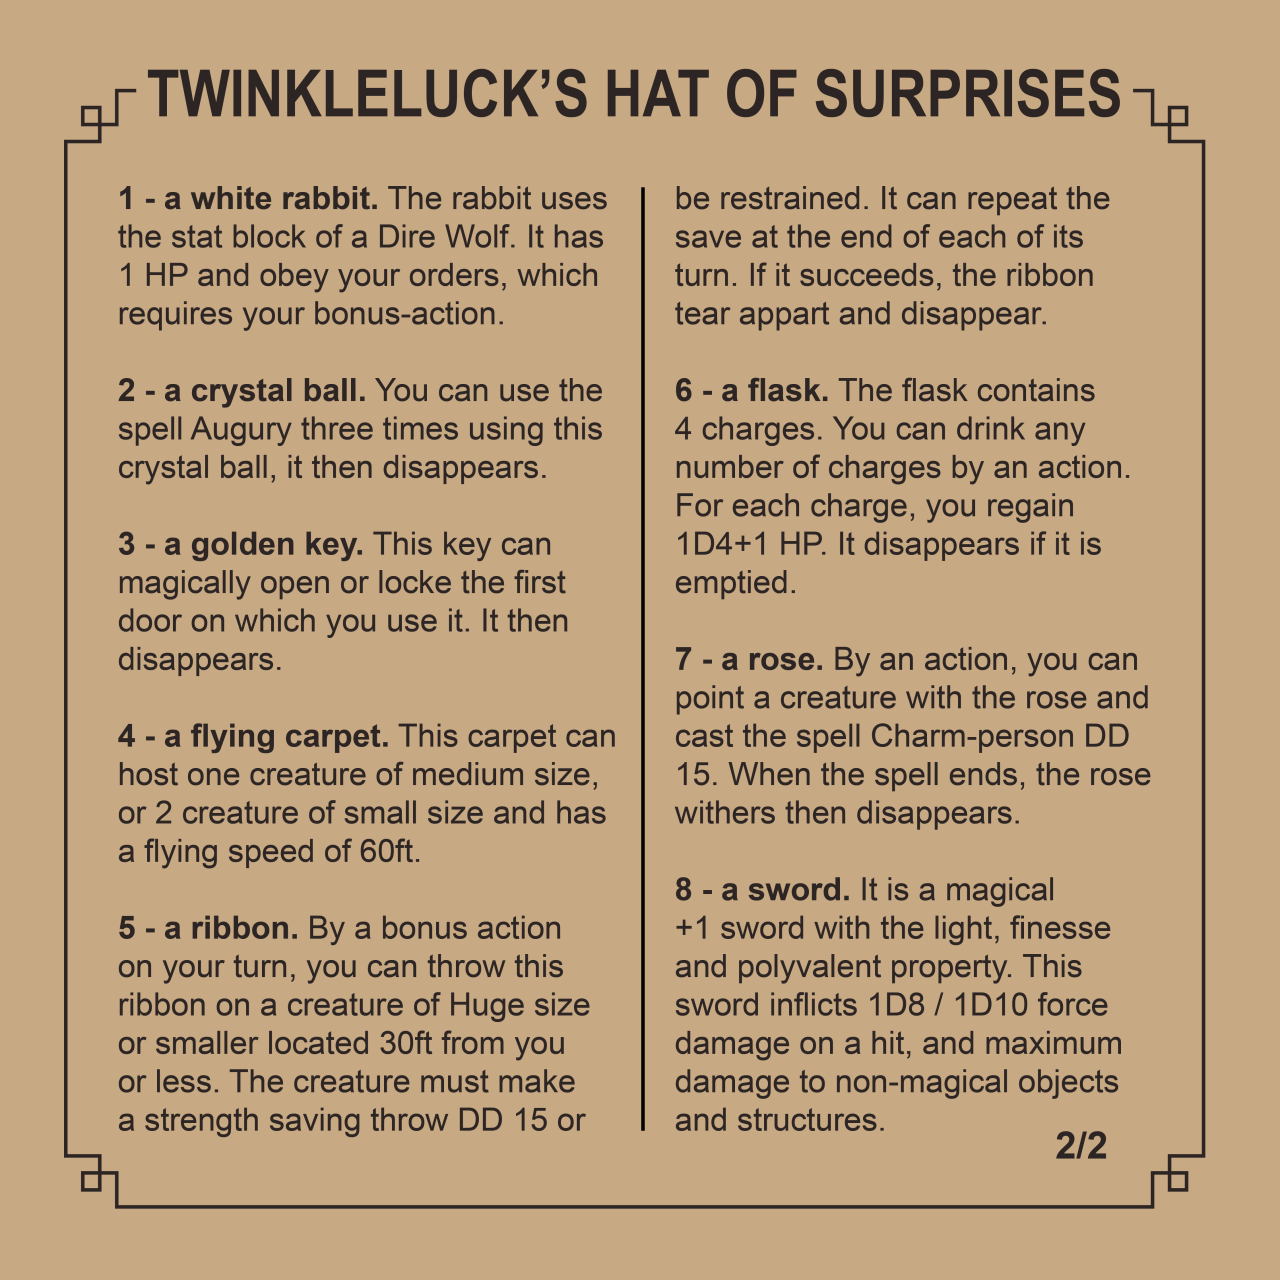 TWINKLELUCK’S HAT OF SURPRISES
1 - a white rabbit. The rabbit uses
the stat block of a Dire Wolf. It has
1 HP and obey your orders, which
requires your bonus-action.
2 - a crystal ball. You can use the
spell Augury three times using this
crystal ball, it then disappears.
3 - a golden key. This key can
magically open or locke the first
door on which you use it. It then
disappears.
4 - a flying carpet. This carpet can
host one creature of medium size,
or 2 creature of small size and has
a flying speed of 60ft.
5 - a ribbon. By a bonus action
on your turn, you can throw this
ribbon on a creature of Huge size
or smaller located 30ft from you
or less. The creature must make
a strength saving throw DD 15 or
be restrained. It can repeat the
save at the end of each of its
turn. If it succeeds, the ribbon
tear appart and disappear.
6 - a flask. The flask contains
4 charges. You can drink any
number of charges by an action.
For each charge, you regain
1D4+1 HP. It disappears if it is
emptied.
7 - a rose. By an action, you can
point a creature with the rose and
cast the spell Charm-person DD
15. When the spell ends, the rose
withers then disappears.
8 - a sword. It is a magical
+1 sword with the light, finesse
and polyvalent property. This
sword inflicts 1D8 / 1D10 force
damage on a hit, and maximum
damage to non-magical objects
and structures.
2/2